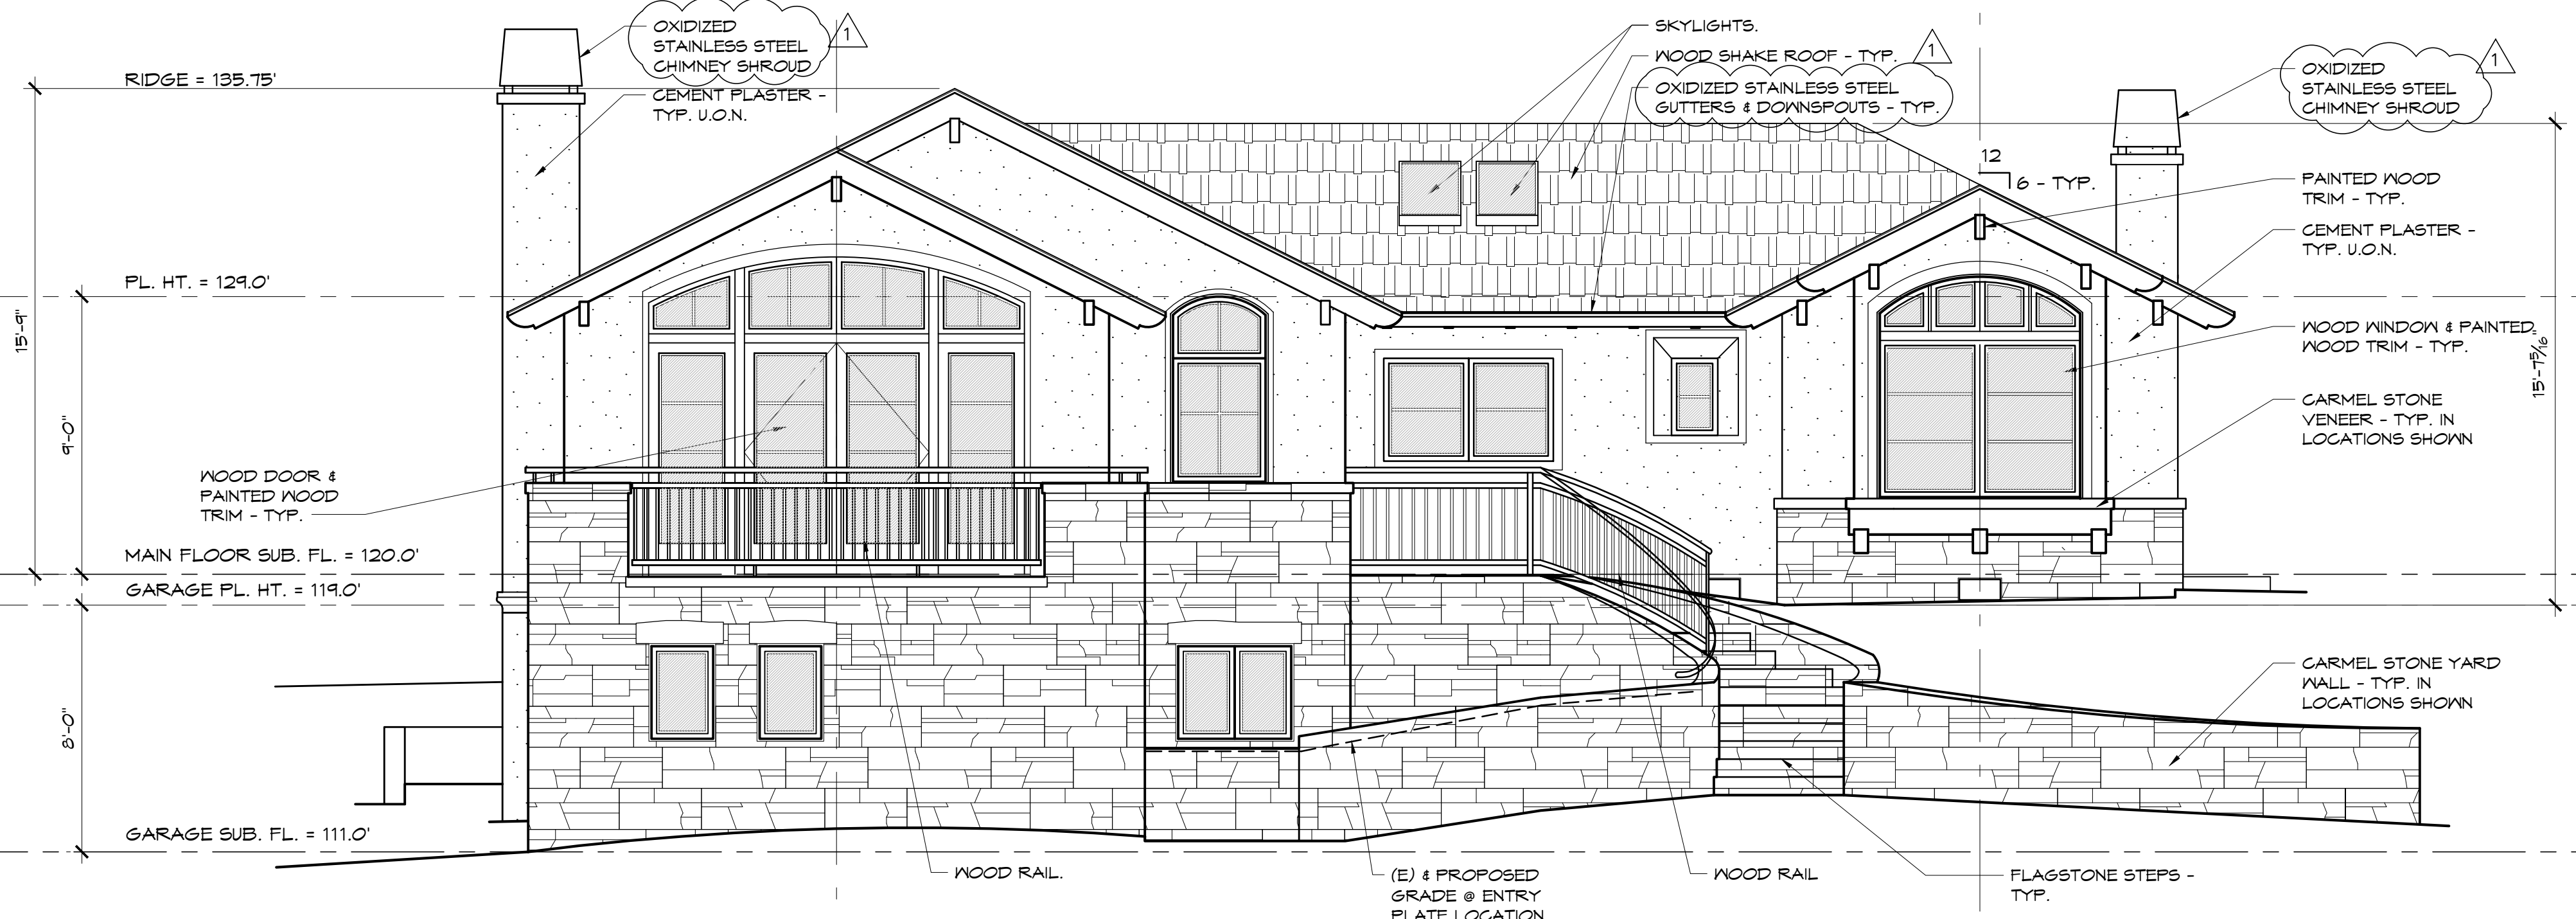 OXIDIZED
STAINLESS STEEL
CHIMNEY SHROUD
1
CEMENT PLASTER -
TYP. U.O.N.
SKYLIGHTS.
WOOD SHAKE ROOF - TYP.
1
OXIDIZED STAINLESS STEEL
GUTTERS & DOWNSPOUTS - TYP.
OXIDIZED
STAINLESS STEEL
CHIMNEY SHROUD
1
RIDGE = 135.75'
12
6 - TYP.
PAINTED WOOD
TRIM - TYP.
CEMENT PLASTER -
TYP. U.O.N.
PL. HT. = 129.0'
15'-9"
9'-0"
WOOD WINDOW & PAINTED
WOOD TRIM - TYP.
15'-7 5/16"
CARMEL STONE
VENEER - TYP. IN
LOCATIONS SHOWN
WOOD DOOR &
PAINTED WOOD
TRIM - TYP.
MAIN FLOOR SUB. FL. = 120.0'
GARAGE PL. HT. = 119.0'
8'-0"
CARMEL STONE YARD
WALL - TYP. IN
LOCATIONS SHOWN
GARAGE SUB. FL. = 111.0'
WOOD RAIL.
(E) & PROPOSED
GRADE @ ENTRY
PLATE LOCATION
WOOD RAIL
FLAGSTONE STEPS -
TYP.